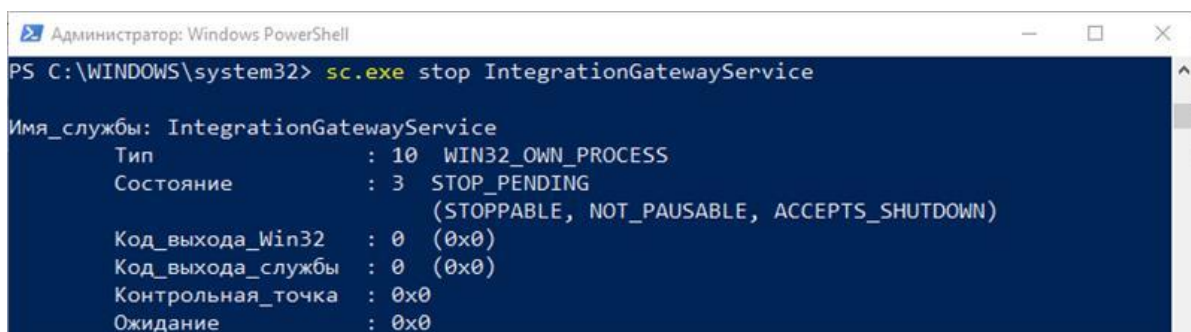 Администратор: Windows PowerShell
PS C:\WINDOWS\system32> sc.exe stop IntegrationGatewayService
Имя_службы: IntegrationGatewayService
Тип : 10 WIN32_OWN_PROCESS
Состояние : 3 STOP_PENDING
(STOPPABLE, NOT_PAUSABLE, ACCEPTS_SHUTDOWN)
Код_выхода_Win32 : 0 (0x0)
Код_выхода_службы : 0 (0x0)
Контрольная_точка : 0x0
Ожидание : 0x0